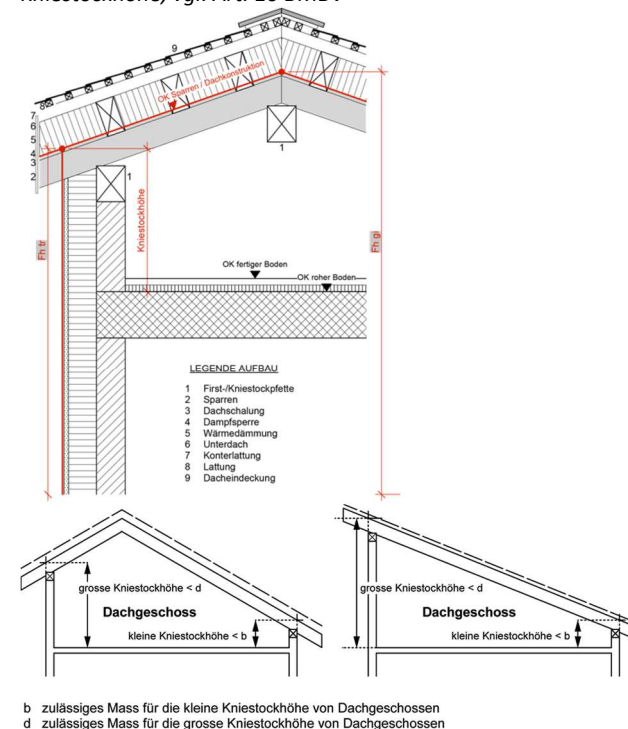 Kniestockhöhe, vgl. Art. 16 BMBV
9
OK Sparren / Dachkonstruktion
8
7
6
5
4
3
2
1
1
Kniestockhöhe
Fh tr
Fh gi
OK fertiger Boden
OK roher Boden
LEGENDE AUFBAU
1 First-/Kniestockpfette
2 Sparren
3 Dachschalung
4 Dampfsperre
5 Wärmedämmung
6 Unterdach
7 Konterlattung
8 Lattung
9 Dacheindeckung
grosse Kniestockhöhe < d
Dachgeschoss
kleine Kniestockhöhe < b
grosse Kniestockhöhe < d
Dachgeschoss
kleine Kniestockhöhe < b
b zulässiges Mass für die kleine Kniestockhöhe von Dachgeschossen
d zulässiges Mass für die grosse Kniestockhöhe von Dachgeschossen